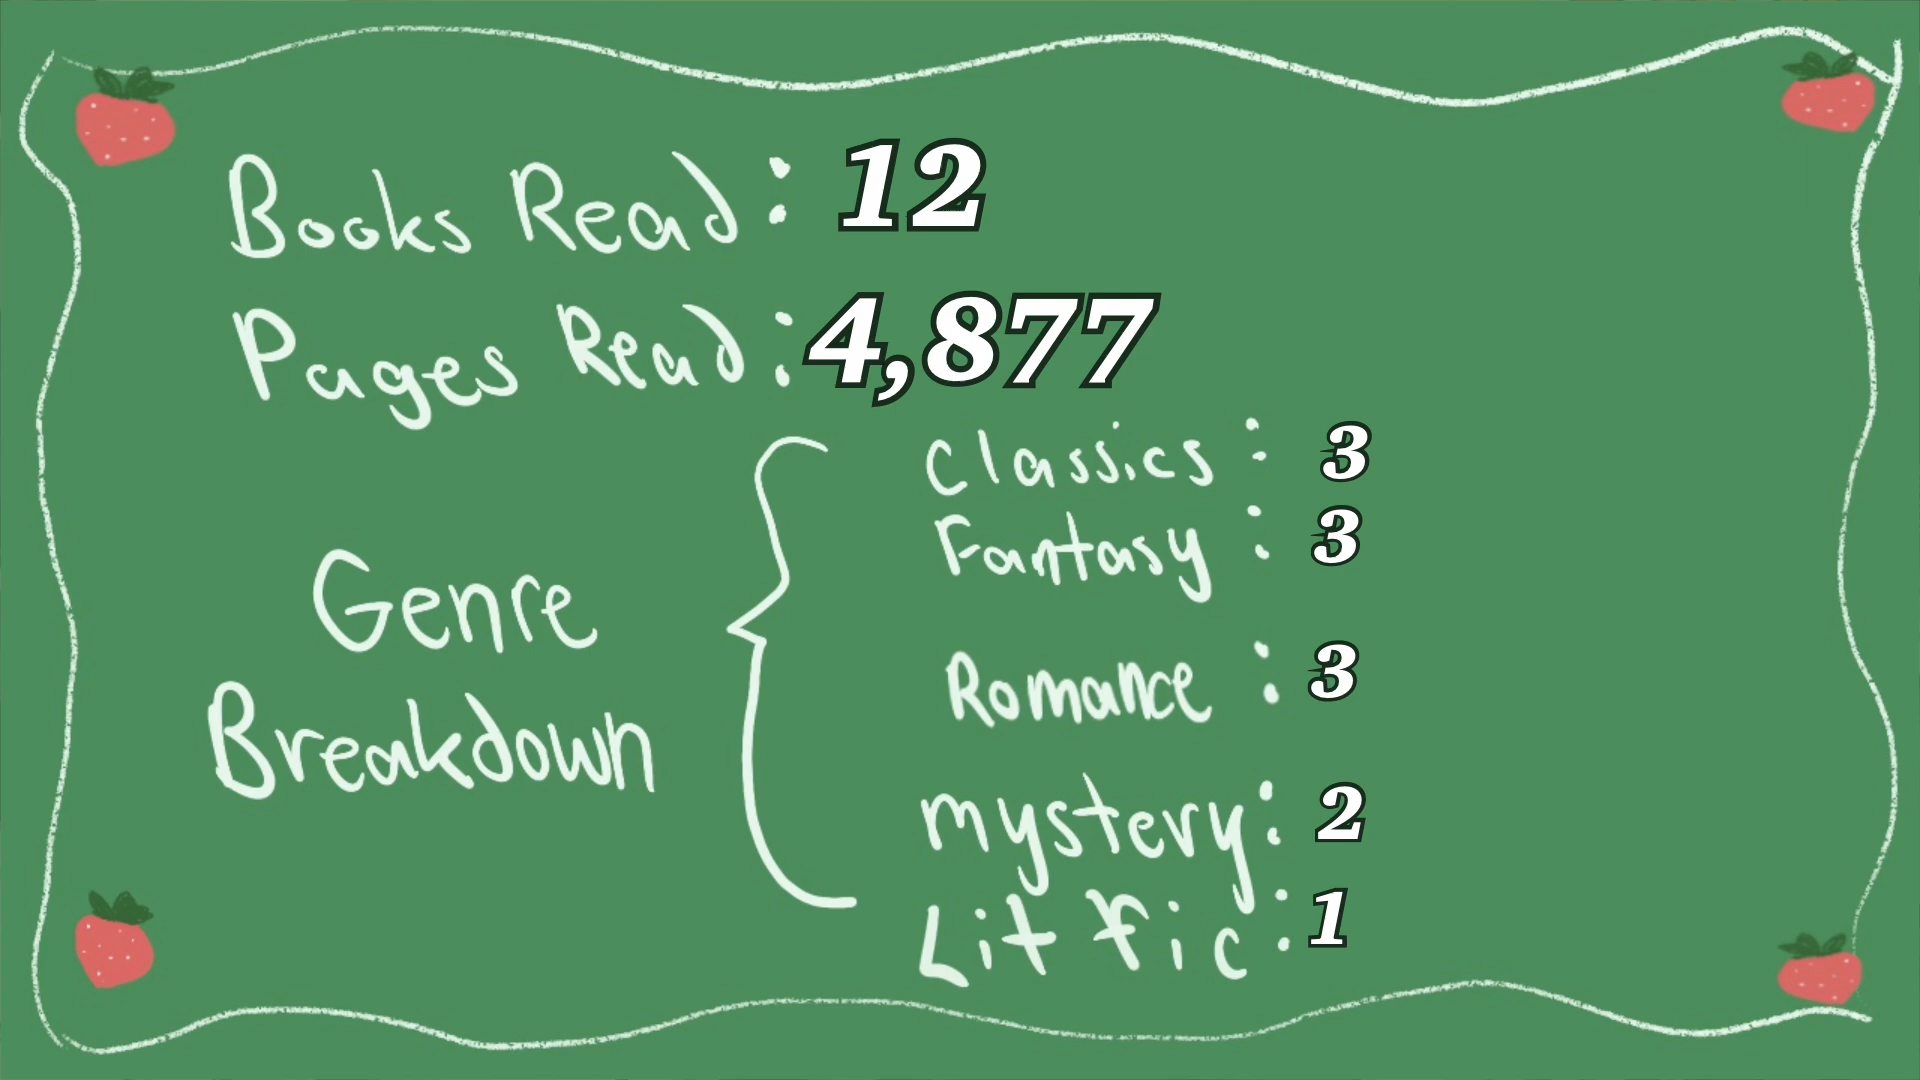 Books Read: 12
Pages Read: 4,877
Genre
Breakdown
Classics: 3
Fantasy: 3
Romance: 3
mystery: 2
Lit Fic: 1